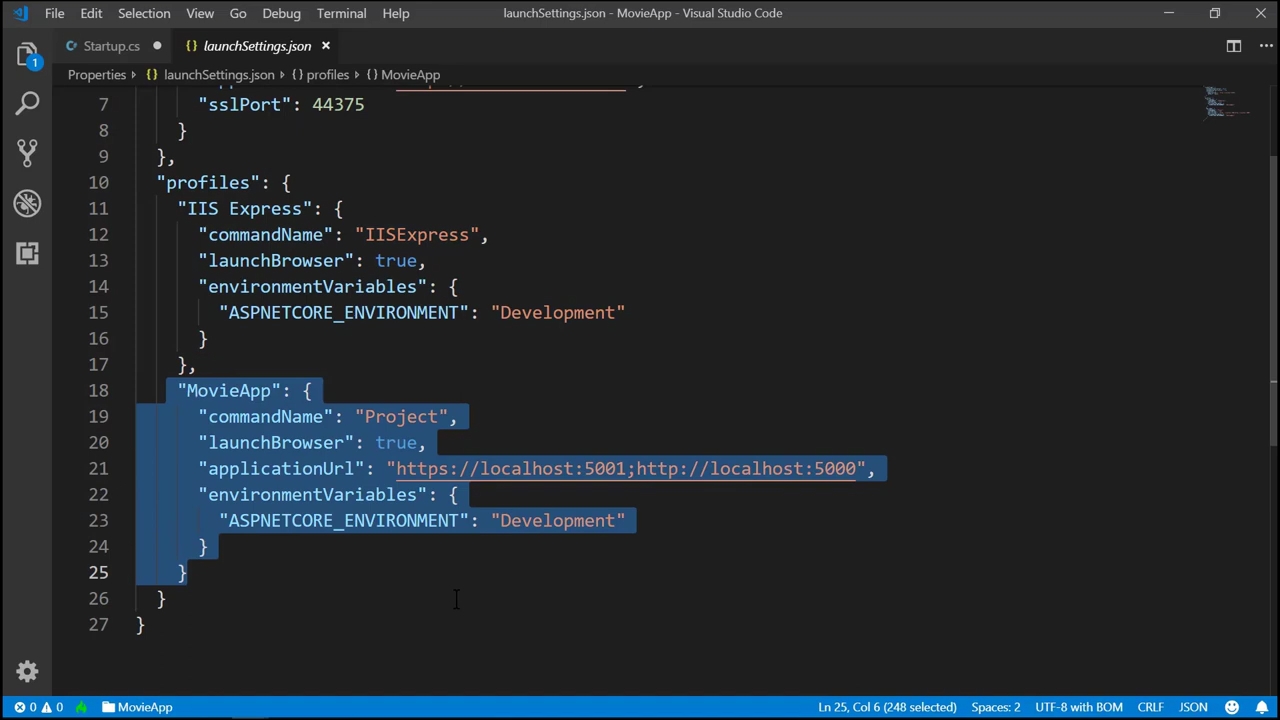 File Edit Selection View Go Debug Terminal Help launchSettings.json - MovieApp - Visual Studio Code
Startup.cs launchSettings.json
Properties launchSettings.json {} profiles {} MovieApp
7 "sslPort": 44375
8 }
9 },
10 "profiles": {
11 "IIS Express": {
12 "commandName": "IISExpress",
13 "launchBrowser": true,
14 "environmentVariables": {
15 "ASPNETCORE_ENVIRONMENT": "Development"
16 }
17 },
18 "MovieApp": {
19 "commandName": "Project",
20 "launchBrowser": true,
21 "applicationUrl": "https://localhost:5001;http://localhost:5000",
22 "environmentVariables": {
23 "ASPNETCORE_ENVIRONMENT": "Development"
24 }
25 }
26 }
27 }
1
0 0 MovieApp Ln 25, Col 6 (248 selected) Spaces: 2 UTF-8 with BOM CRLF JSON